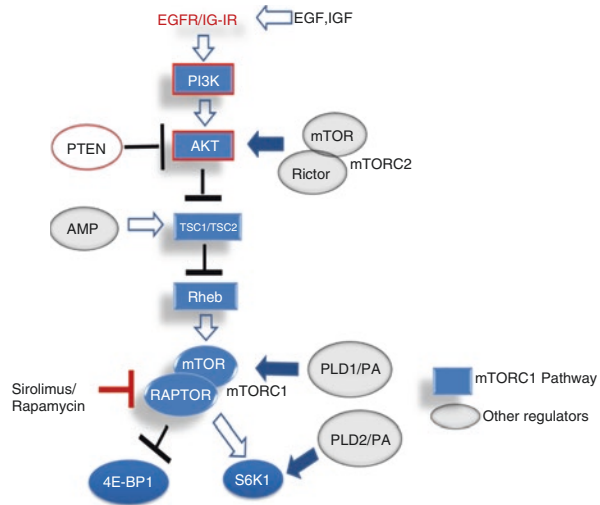 EGFR/IG-IR
EGF,IGF
PI3K
PTEN
AKT
mTOR
Rictor
mTORC2
AMP
TSC1/TSC2
Rheb
mTOR
RAPTOR
mTORC1
PLD1/PA
Sirolimus/
Rapamycin
PLD2/PA
4E-BP1
S6K1
mTORC1 Pathway
Other regulators